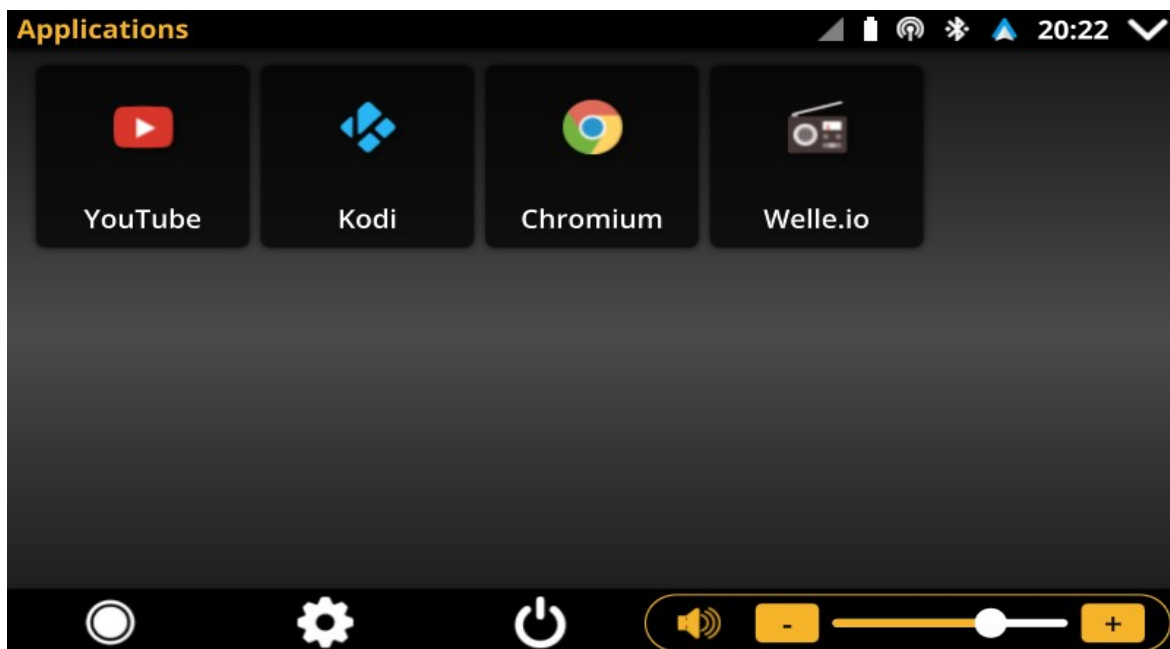 Applications
20:22
YouTube
Kodi
Chromium
Welle.io
-
+